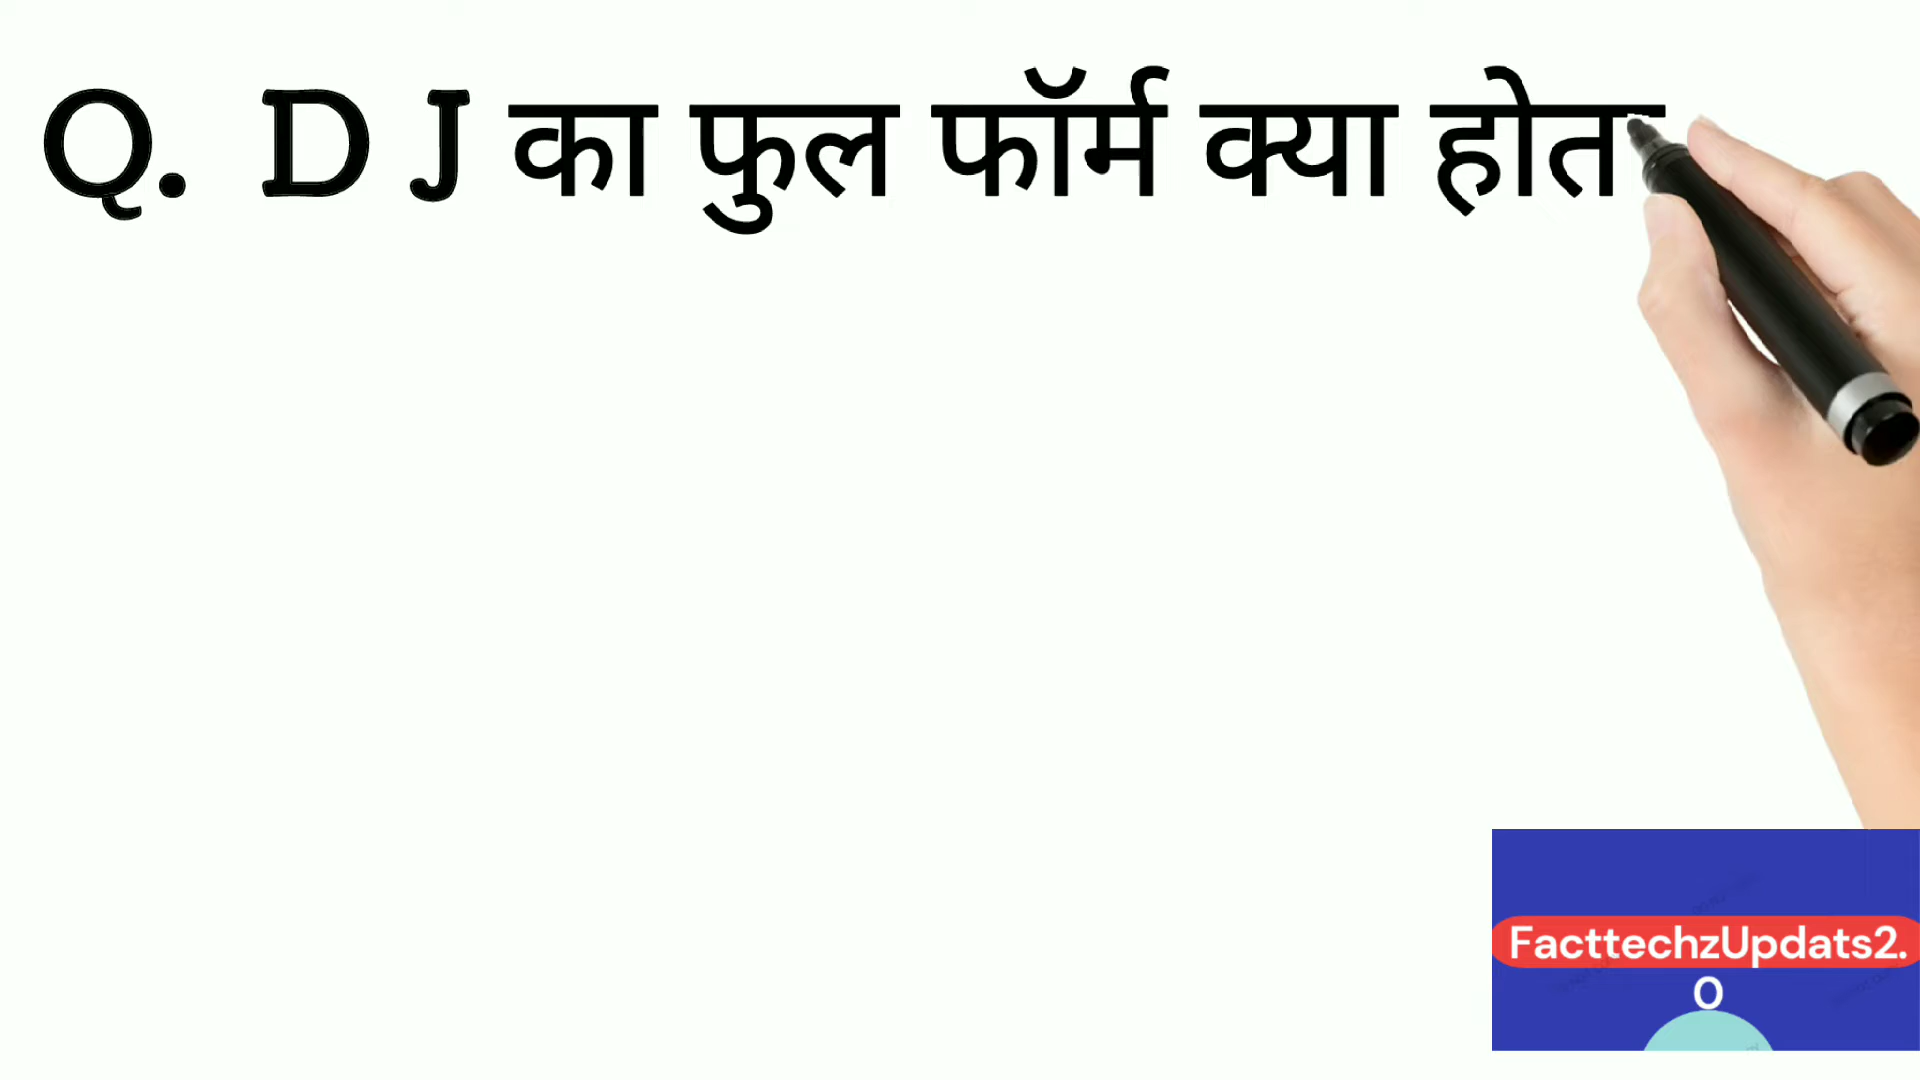 Q. D J का फुल फॉर्म क्या होत
FacttechzUpdats2.
0